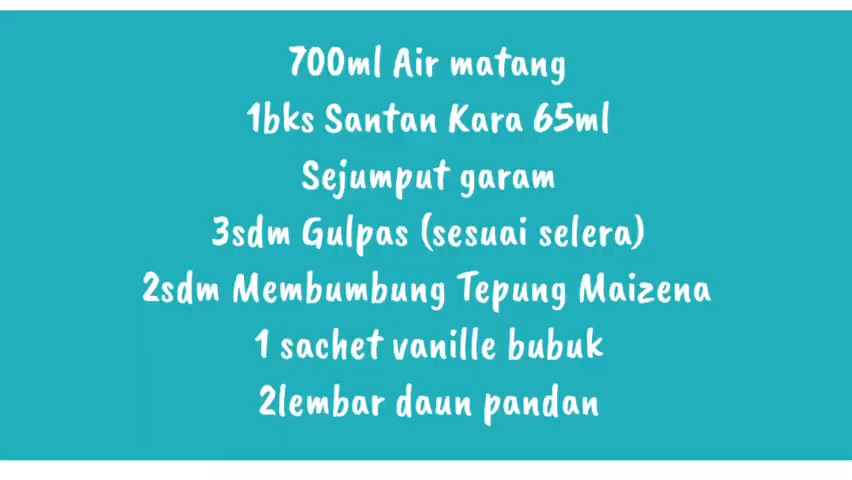 700ml Air matang
1bks Santan Kara 65ml
Sejumput garam
3sdm Gulpas (sesuai selera)
2sdm Membumbung Tepung Maizena
1 sachet vanille bubuk
2lembar daun pandan